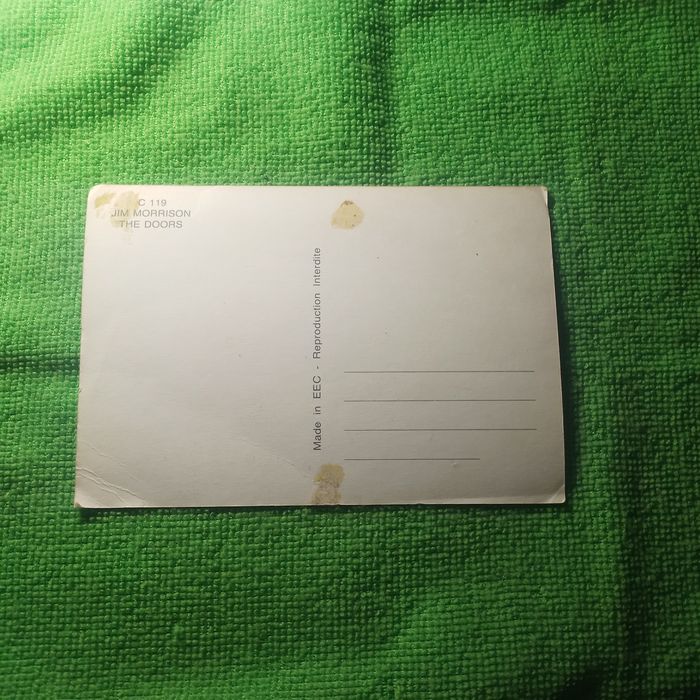 C 119
JIM MORRISON
THE DOORS
Made in EEC - Reproduction Interdite